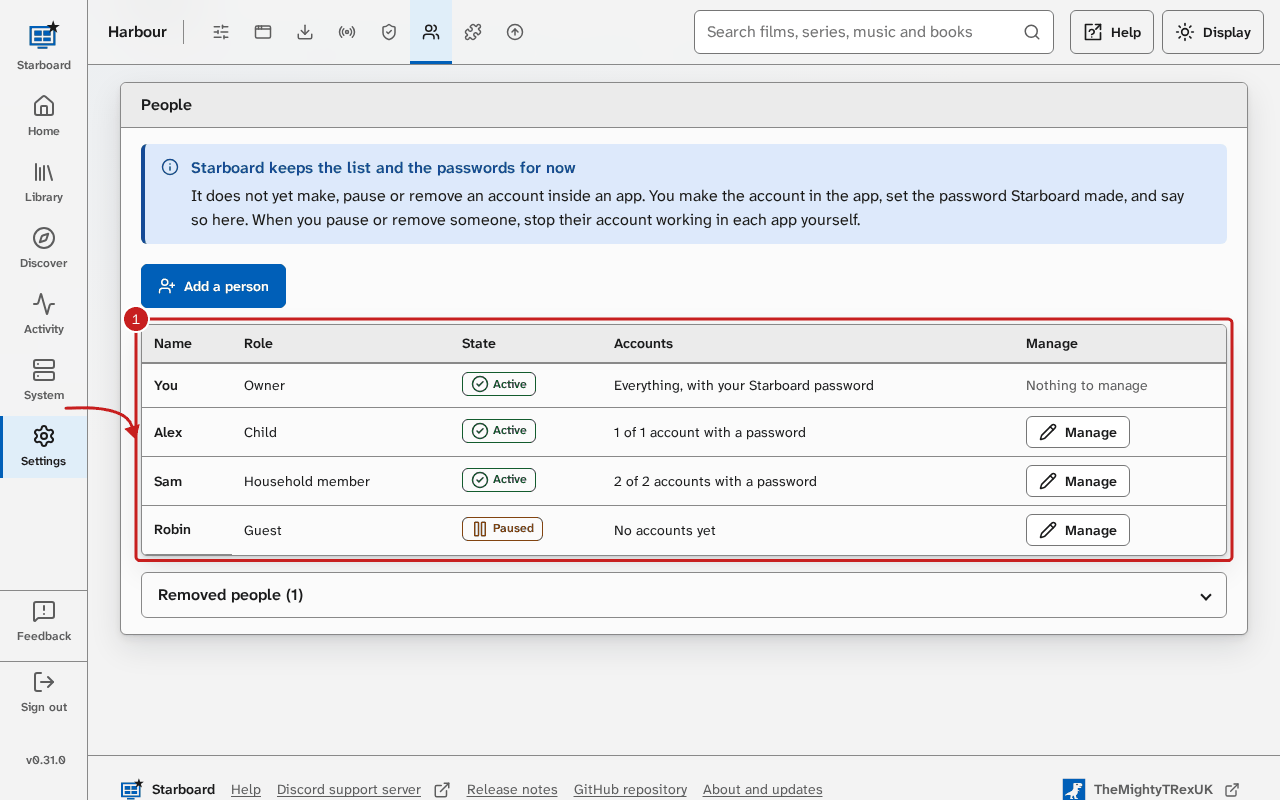 Starboard
Home
Library
Discover
Activity
System
Settings
Feedback
Sign out
v0.31.0
Harbour
Search films, series, music and books
Help
Display
People
Starboard keeps the list and the passwords for now
It does not yet make, pause or remove an account inside an app. You make the account in the app, set the password Starboard made, and say
so here. When you pause or remove someone, stop their account working in each app yourself.
Add a person
1
Name Role State Accounts Manage
You Owner Active Everything, with your Starboard password Nothing to manage
Alex Child Active 1 of 1 account with a password Manage
Sam Household member Active 2 of 2 accounts with a password Manage
Robin Guest Paused No accounts yet Manage
Removed people (1)
Starboard Help Discord support server Release notes GitHub repository About and updates TheMightyTRexUK